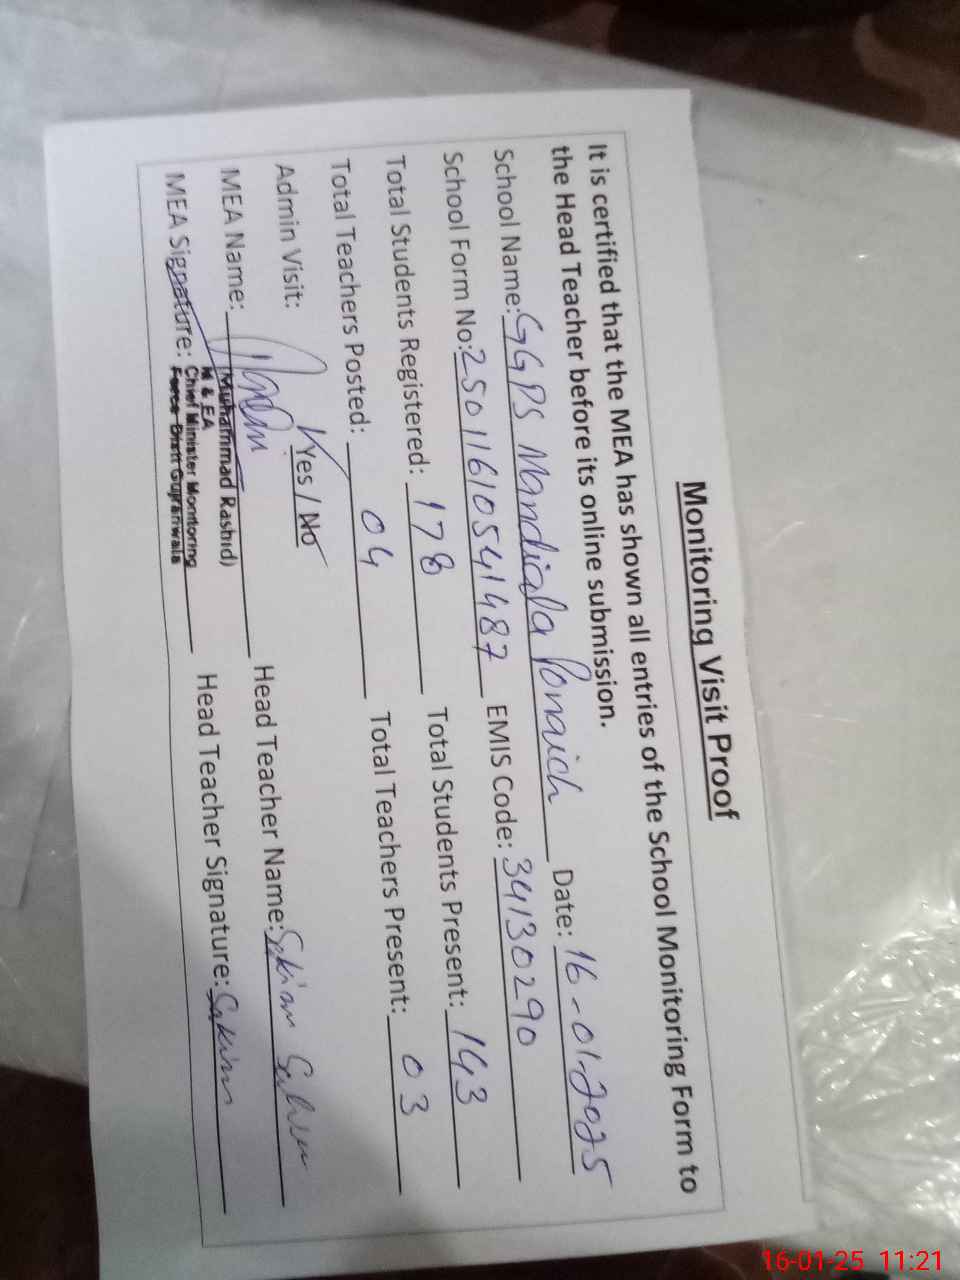 Monitoring Visit Proof
It is certified that the MEA has shown all entries of the School Monitoring Form to
the Head Teacher before its online submission.
School Name: GGPS Mandiala Ponaich Date: 16-01-2025
School Form No: 25011610541487 EMIS Code: 34130290
Total Students Registered: 178 Total Students Present: 143
Total Teachers Posted: 04 Total Teachers Present: 03
Admin Visit: Yes / No
MEA Name: Head Teacher Name:
Muhammad Rashid)
M & EA
MEA Signature: Chief Minister Monitoring Head Teacher Signature:
Force Distt Gujranwala
16-01-25 11:21